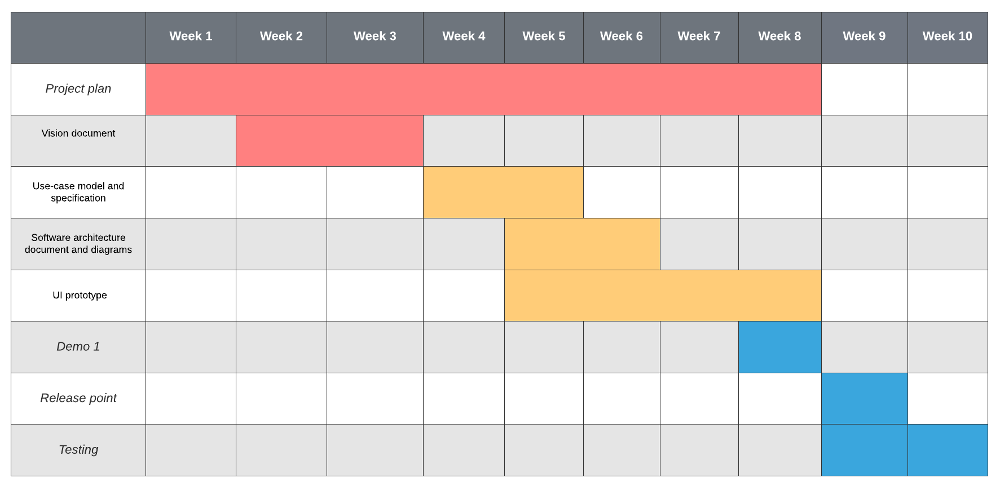 Week 1
Week 2
Week 3
Week 4
Week 5
Week 6
Week 7
Week 8
Week 9
Week 10
Project plan
Vision document
Use-case model and
specification
Software architecture
document and diagrams
UI prototype
Demo 1
Release point
Testing